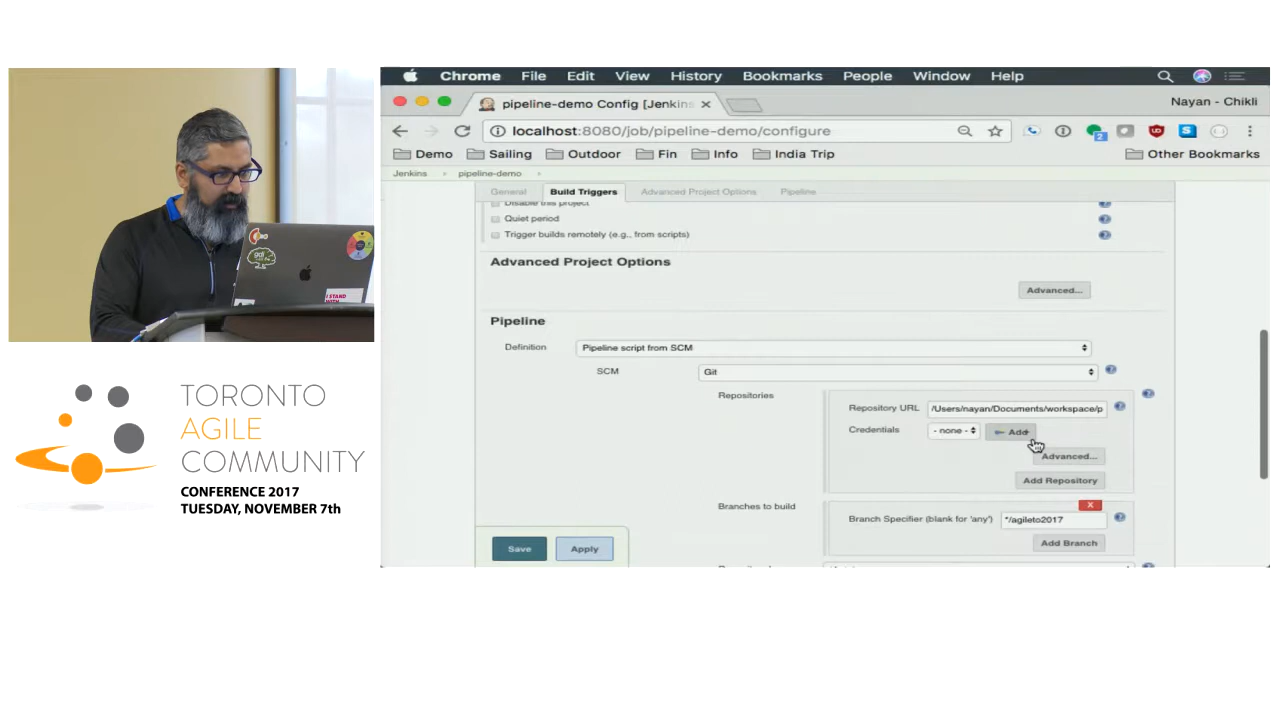 Chrome File Edit View History Bookmarks People Window Help
pipeline-demo Config [Jenkins
Nayan - Chikli
localhost:8080/job/pipeline-demo/configure
2
S
Demo Sailing Outdoor Fin Info India Trip Other Bookmarks
Jenkins pipeline-demo
General Build Triggers Advanced Project Options Pipeline
Disable this project
Quiet period
Trigger builds remotely (e.g., from scripts)
Advanced Project Options
Advanced...
Pipeline
Definition Pipeline script from SCM
SCM Git
Repositories
Repository URL /Users/nayan/Documents/workspace/p
Credentials - none - Add
Advanced...
Add Repository
X
Branches to build
Branch Specifier (blank for 'any') */agileto2017
Add Branch
Save Apply
gdi
I STAND
WITH
TORONTO
AGILE
COMMUNITY
CONFERENCE 2017
TUESDAY, NOVEMBER 7th